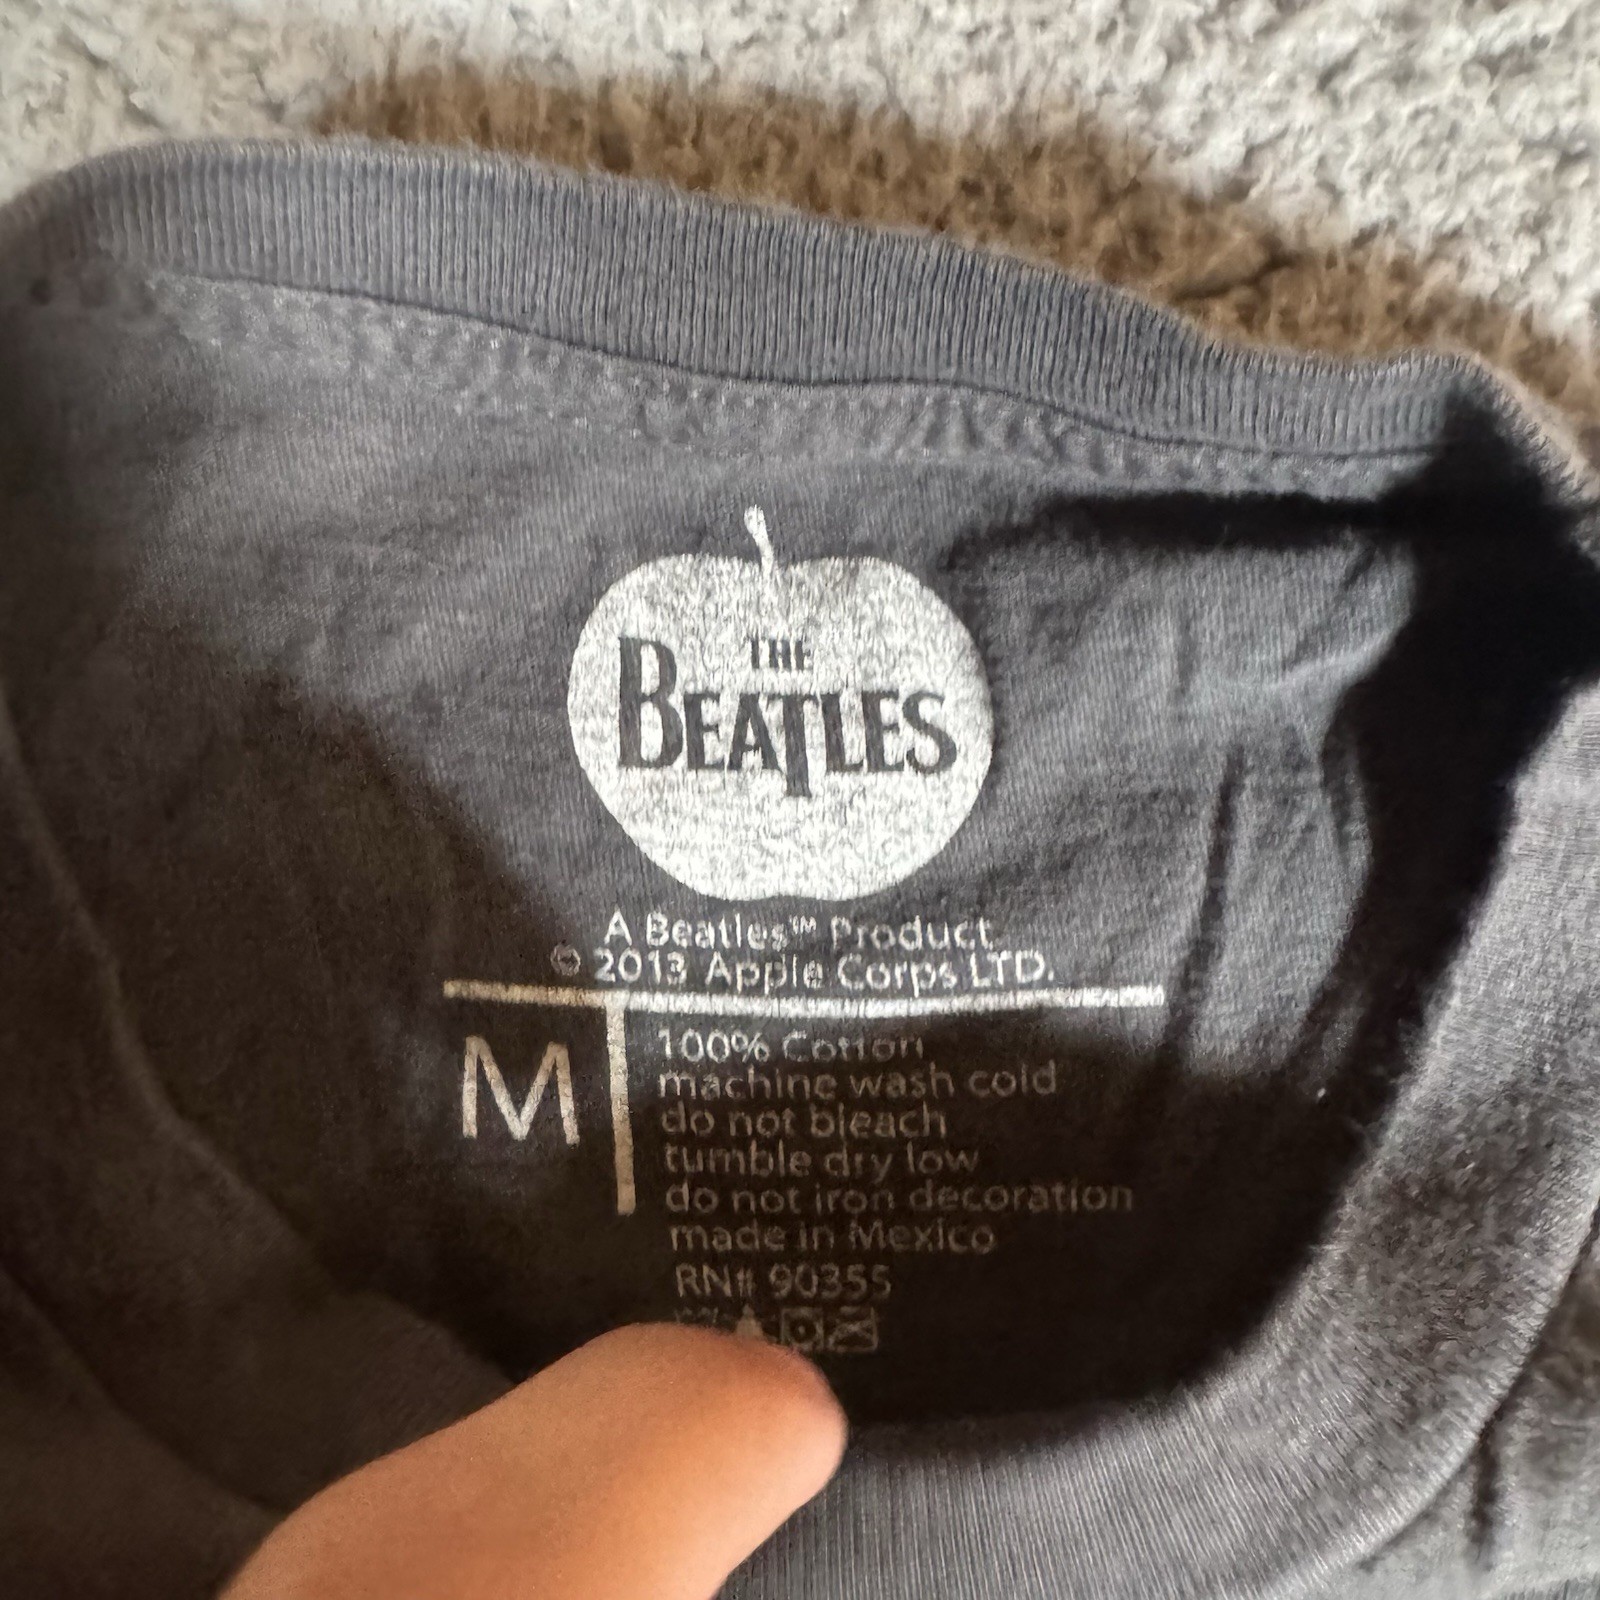 THE
BEATLES
A Beatles™ Product
© 2013 Apple Corps LTD.
M
100% Cotton
machine wash cold
do not bleach
tumble dry low
do not iron decoration
made in Mexico
RN# 90355